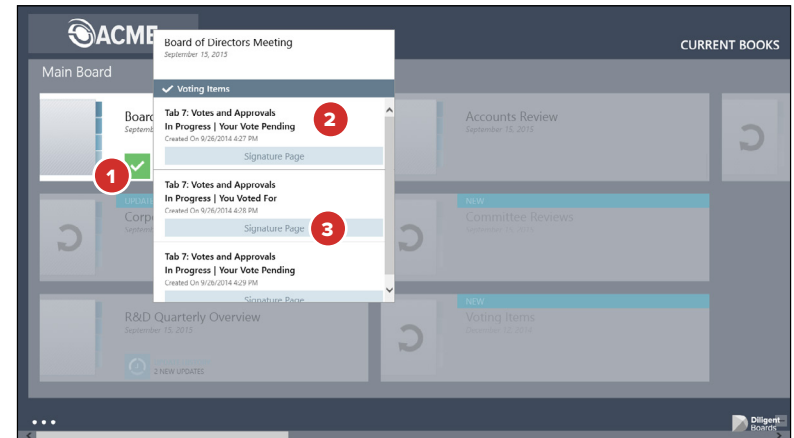 ACME
CURRENT BOOKS
Main Board
Board of Directors Meeting
September 15, 2015
Voting Items
Tab 7: Votes and Approvals
In Progress | Your Vote Pending
Created On 9/26/2014 4:27 PM
Signature Page
Tab 7: Votes and Approvals
In Progress | You Voted For
Created On 9/26/2014 4:28 PM
Signature Page
Tab 7: Votes and Approvals
In Progress | Your Vote Pending
Created On 9/26/2014 4:29 PM
Signature Page
1
2
3
Accounts Review
September 15, 2015
NEW
Committee Reviews
R&D Quarterly Overview
September 15, 2015
2 NEW UPDATES
NEW
Voting Items
Diligent
Boards